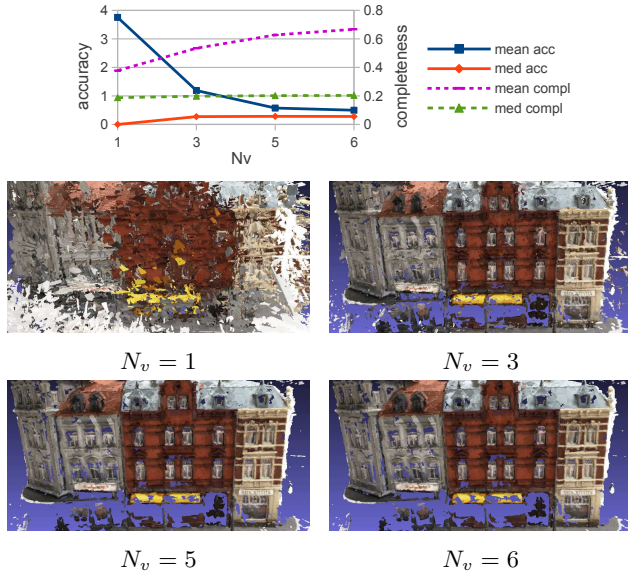 4
3
2
1
0
accuracy
1
3
5
6
Nv
0.8
0.6
0.4
0.2
0
completeness
mean acc
med acc
mean compl
med compl
N_v = 1
N_v = 3
N_v = 5
N_v = 6